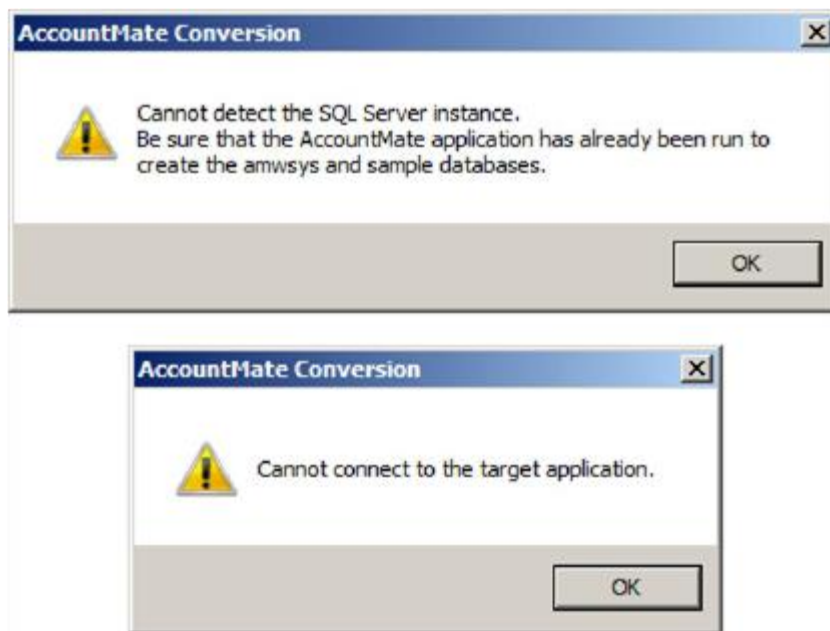 AccountMate Conversion
Cannot detect the SQL Server instance.
Be sure that the AccountMate application has already been run to
create the amwsys and sample databases.
OK
AccountMate Conversion
Cannot connect to the target application.
OK